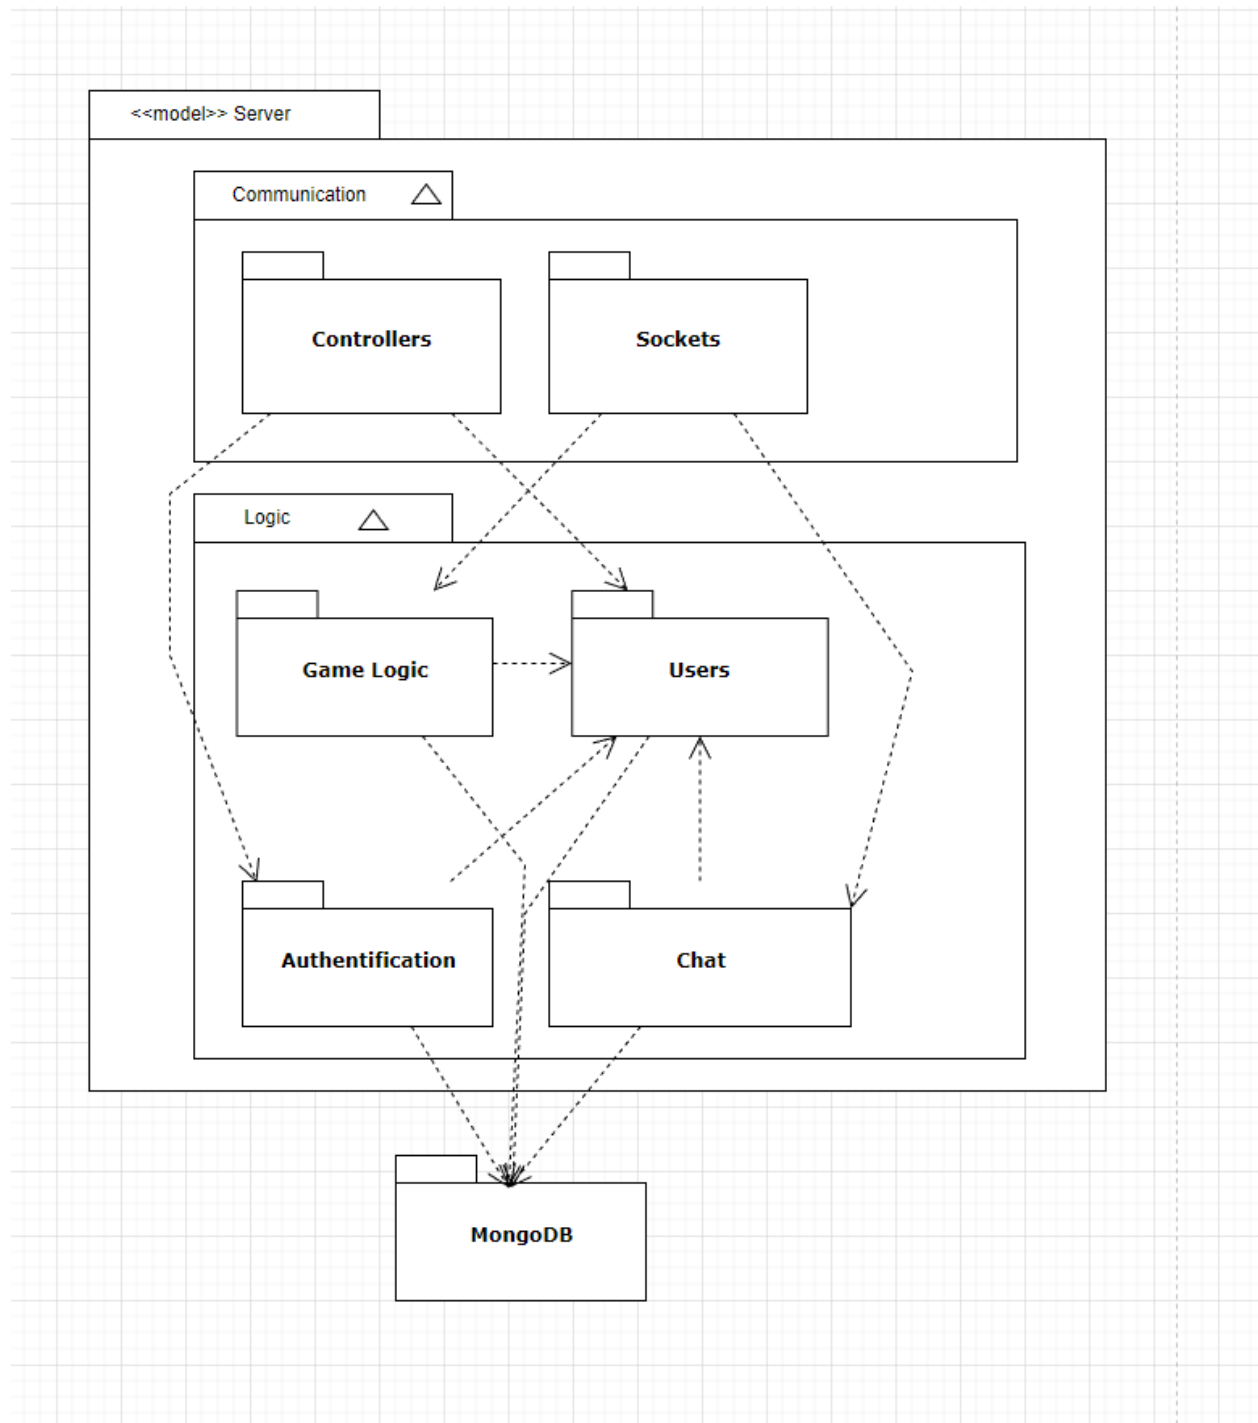 <<model>> Server
Communication
Controllers
Sockets
Logic
Game Logic
Users
Authentification
Chat
MongoDB